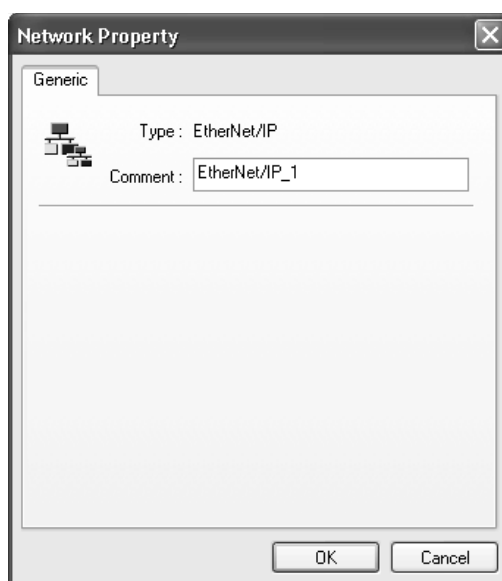 Network Property
Generic
Type : EtherNet/IP
Comment : EtherNet/IP_1
OK Cancel